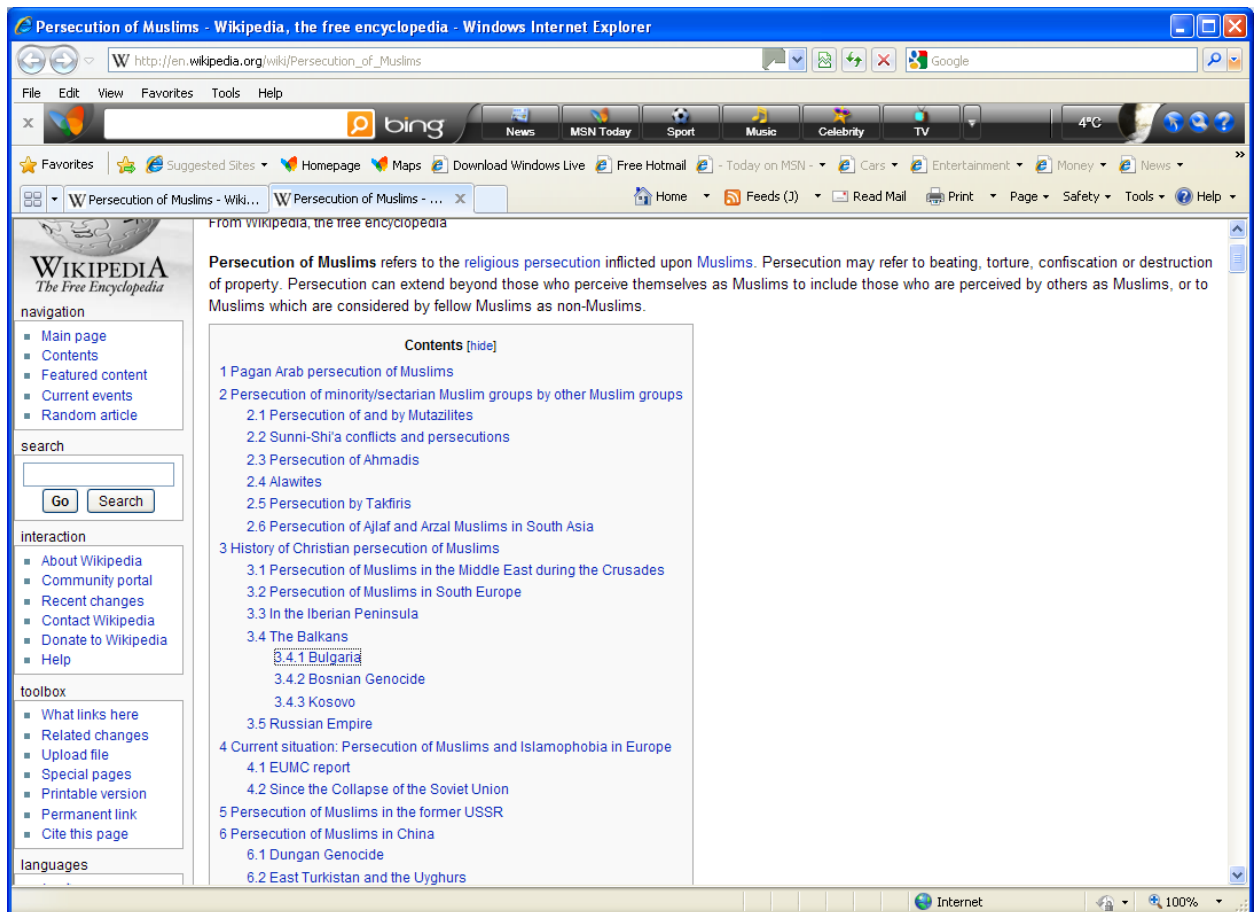 Persecution of Muslims - Wikipedia, the free encyclopedia - Windows Internet Explorer
W http://en.wikipedia.org/wiki/Persecution_of_Muslims Google
File Edit View Favorites Tools Help
x bing News MSN Today Sport Music Celebrity TV 4°C
Favorites Suggested Sites Homepage Maps Download Windows Live Free Hotmail - Today on MSN - Cars Entertainment Money News »
W Persecution of Muslims - Wiki... W Persecution of Muslims - ... x Home Feeds (J) Read Mail Print Page Safety Tools Help
From Wikipedia, the free encyclopedia
WIKIPEDIA
The Free Encyclopedia
navigation
Main page
Contents
Featured content
Current events
Random article
search
Go Search
interaction
About Wikipedia
Community portal
Recent changes
Contact Wikipedia
Donate to Wikipedia
Help
toolbox
What links here
Related changes
Upload file
Special pages
Printable version
Permanent link
Cite this page
languages
Persecution of Muslims refers to the religious persecution inflicted upon Muslims. Persecution may refer to beating, torture, confiscation or destruction
of property. Persecution can extend beyond those who perceive themselves as Muslims to include those who are perceived by others as Muslims, or to
Muslims which are considered by fellow Muslims as non-Muslims.
Contents [hide]
1 Pagan Arab persecution of Muslims
2 Persecution of minority/sectarian Muslim groups by other Muslim groups
2.1 Persecution of and by Mutazilites
2.2 Sunni-Shi'a conflicts and persecutions
2.3 Persecution of Ahmadis
2.4 Alawites
2.5 Persecution by Takfiris
2.6 Persecution of Ajlaf and Arzal Muslims in South Asia
3 History of Christian persecution of Muslims
3.1 Persecution of Muslims in the Middle East during the Crusades
3.2 Persecution of Muslims in South Europe
3.3 In the Iberian Peninsula
3.4 The Balkans
3.4.1 Bulgaria
3.4.2 Bosnian Genocide
3.4.3 Kosovo
3.5 Russian Empire
4 Current situation: Persecution of Muslims and Islamophobia in Europe
4.1 EUMC report
4.2 Since the Collapse of the Soviet Union
5 Persecution of Muslims in the former USSR
6 Persecution of Muslims in China
6.1 Dungan Genocide
6.2 East Turkistan and the Uyghurs
Internet 100%